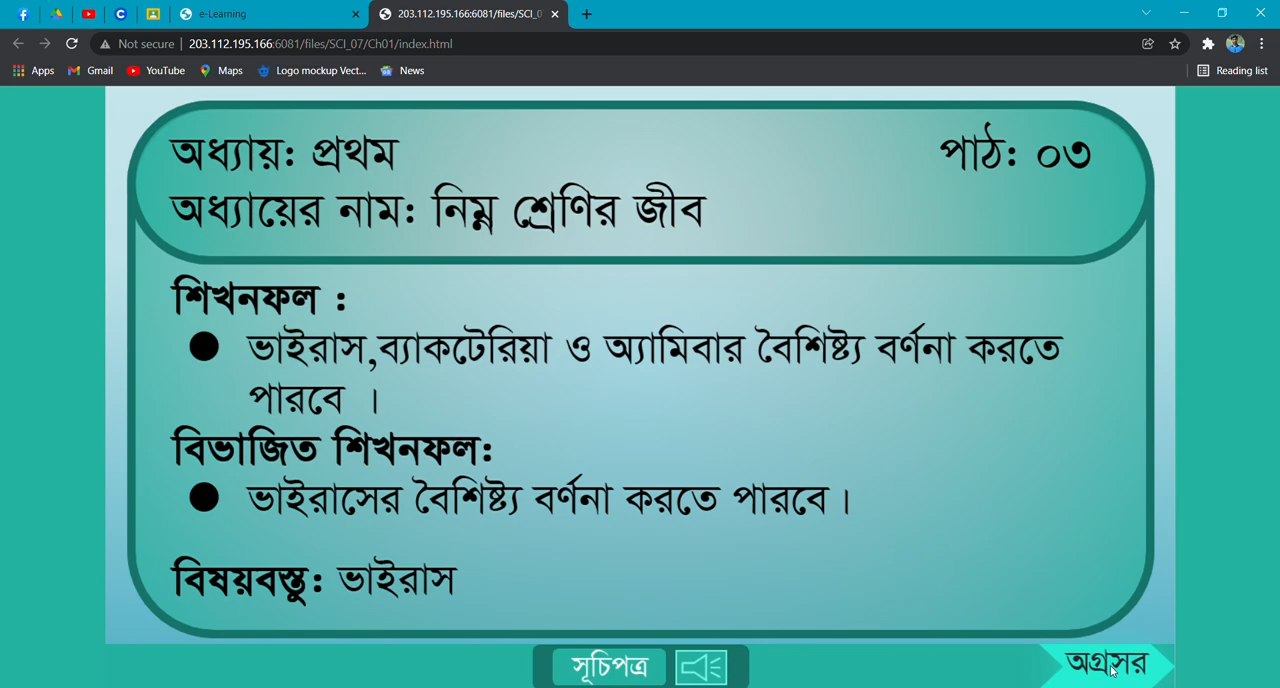 e-Learning
203.112.195.166:6081/files/SCI_0
Not secure
203.112.195.166:6081/files/SCI_07/Ch01/index.html
Apps
Gmail
YouTube
Maps
Logo mockup Vect...
News
Reading list
অধ্যায়: প্রথম
পাঠ: ০৩
অধ্যায়ের নাম: নিম্ন শ্রেণির জীব
শিখনফল :
ভাইরাস,ব্যাকটেরিয়া ও অ্যামিবার বৈশিষ্ট্য বর্ণনা করতে
পারবে ।
বিভাজিত শিখনফল:
ভাইরাসের বৈশিষ্ট্য বর্ণনা করতে পারবে।
বিষয়বস্তু: ভাইরাস
সূচিপত্র
অগ্রসর